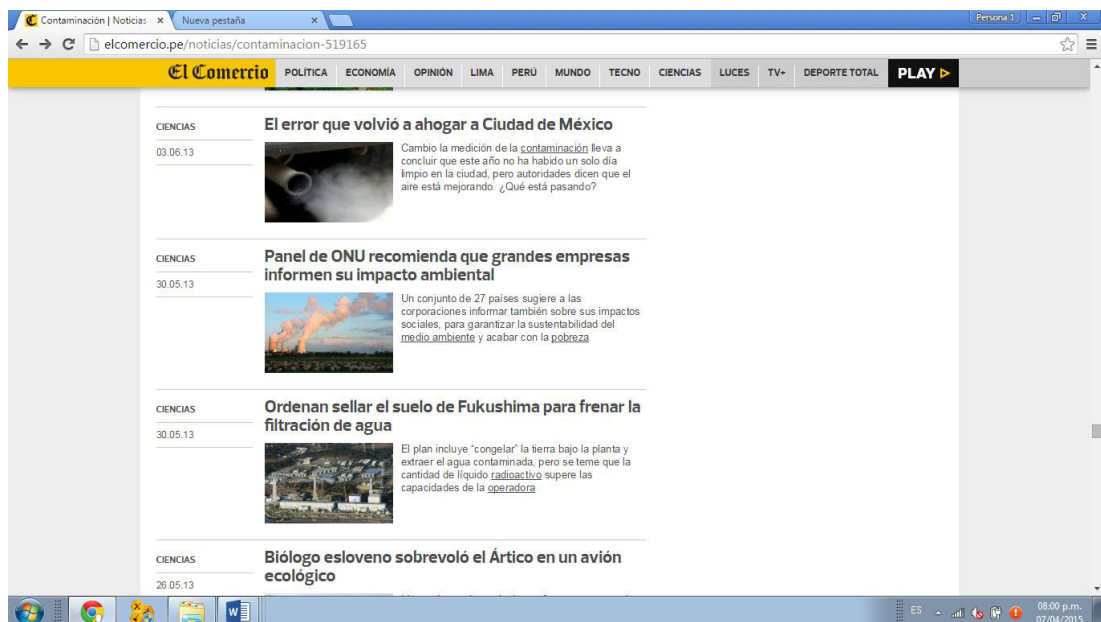 Contaminación | Noticias
Nueva pestaña
Persona 1
elcomercio.pe/noticias/contaminacion-519165
El Comercio POLÍTICA ECONOMÍA OPINIÓN LIMA PERÚ MUNDO TECNO CIENCIAS LUCES TV+ DEPORTE TOTAL PLAY
CIENCIAS
03.06.13
El error que volvió a ahogar a Ciudad de México
Cambio la medición de la contaminación lleva a
concluir que este año no ha habido un solo día
limpio en la ciudad, pero autoridades dicen que el
aire está mejorando. ¿Qué está pasando?
CIENCIAS
30.05.13
Panel de ONU recomienda que grandes empresas
informen su impacto ambiental
Un conjunto de 27 países sugiere a las
corporaciones informar también sobre sus impactos
sociales, para garantizar la sustentabilidad del
medio ambiente y acabar con la pobreza
CIENCIAS
30.05.13
Ordenan sellar el suelo de Fukushima para frenar la
filtración de agua
El plan incluye "congelar" la tierra bajo la planta y
extraer el agua contaminada, pero se teme que la
cantidad de líquido radioactivo supere las
capacidades de la operadora
CIENCIAS
26.05.13
Biólogo esloveno sobrevoló el Ártico en un avión
ecológico
ES
08:00 p.m.
07/04/2015